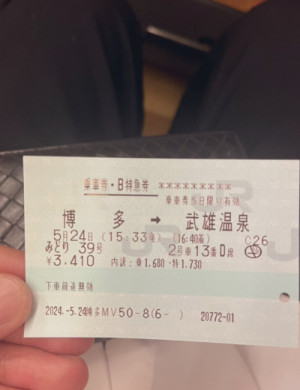 乗車券・B特急券 *********
乗車券当日限り有効
博多 → 武雄温泉
5月24日 (15:33発) (16:40着) C26
みどり 39号 2号車13番D席
¥3,410 内訳:乗1,680・特1,730
下車前途無効
2024.-5.24博多MV50-8(6- ) 20772-01